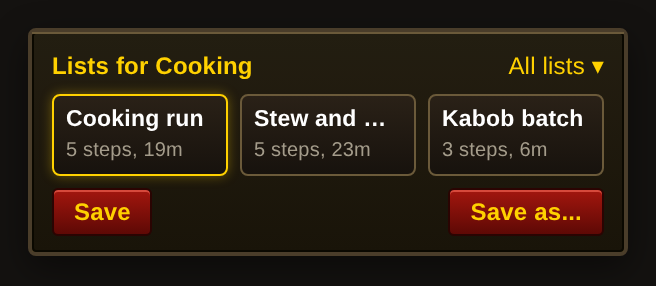 Lists for Cooking
All lists ▾
Cooking run
5 steps, 19m
Stew and …
5 steps, 23m
Kabob batch
3 steps, 6m
Save
Save as...